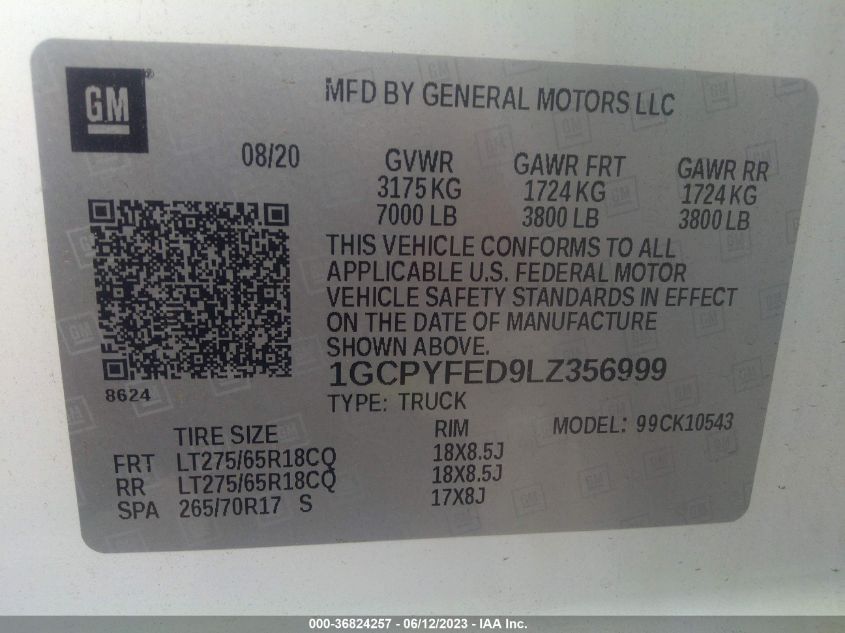 GM
MFD BY GENERAL MOTORS LLC
08/20
GVWR GAWR FRT GAWR RR
3175 KG 1724 KG 1724 KG
7000 LB 3800 LB 3800 LB
THIS VEHICLE CONFORMS TO ALL
APPLICABLE U.S. FEDERAL MOTOR
VEHICLE SAFETY STANDARDS IN EFFECT
ON THE DATE OF MANUFACTURE
SHOWN ABOVE.
1GCPYFED9LZ356999
8624
TYPE: TRUCK
TIRE SIZE RIM MODEL: 99CK10543
FRT LT275/65R18CQ 18X8.5J
RR LT275/65R18CQ 18X8.5J
SPA 265/70R17 S 17X8J
000-36824257 - 06/12/2023 - IAA Inc.